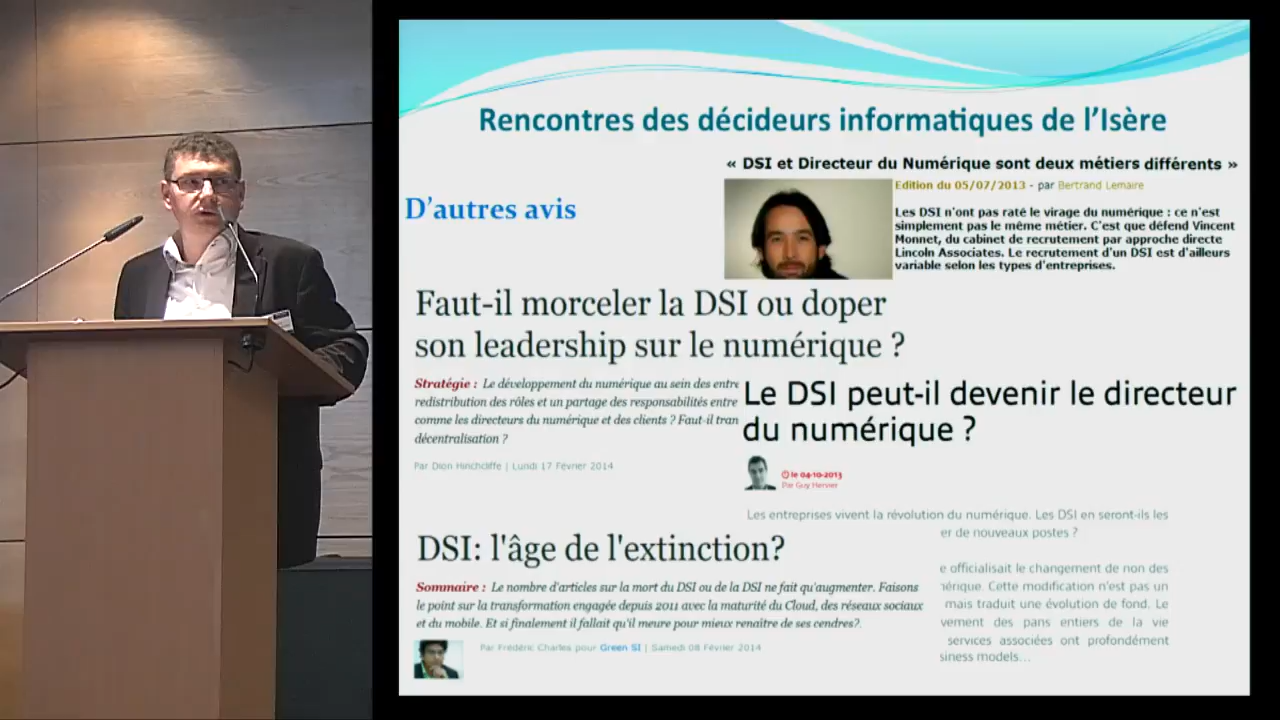 Rencontres des décideurs informatiques de l'Isère
« DSI et Directeur du Numérique sont deux métiers différents »
Edition du 05/07/2013 - par Bertrand Lemaire
Les DSI n'ont pas raté le virage du numérique : ce n'est
simplement pas le même métier. C'est que défend Vincent
Monnet, du cabinet de recrutement par approche directe
Lincoln Associates. Le recrutement d'un DSI est d'ailleurs
variable selon les types d'entreprises.
D'autres avis
Faut-il morceler la DSI ou doper
son leadership sur le numérique ?
Stratégie : Le développement du numérique au sein des entre
redistribution des rôles et un partage des responsabilités entre
comme les directeurs du numérique et des clients ? Faut-il tran
décentralisation ?
Par Dion Hinchcliffe | Lundi 17 Février 2014
Le DSI peut-il devenir le directeur
du numérique ?
le 04-10-2013
Par Guy Hervier
Les entreprises vivent la révolution du numérique. Les DSI en seront-ils les
er de nouveaux postes ?
e officialisait le changement de non des
mérique. Cette modification n'est pas un
mais traduit une évolution de fond. Le
vement des pans entiers de la vie
services associées ont profondément
siness models...
DSI: l'âge de l'extinction?
Sommaire : Le nombre d'articles sur la mort du DSI ou de la DSI ne fait qu'augmenter. Faisons
le point sur la transformation engagée depuis 2011 avec la maturité du Cloud, des réseaux sociaux
et du mobile. Et si finalement il fallait qu'il meure pour mieux renaître de ses cendres?.
Par Frédéric Charles pour Green SI | Samedi 08 Février 2014